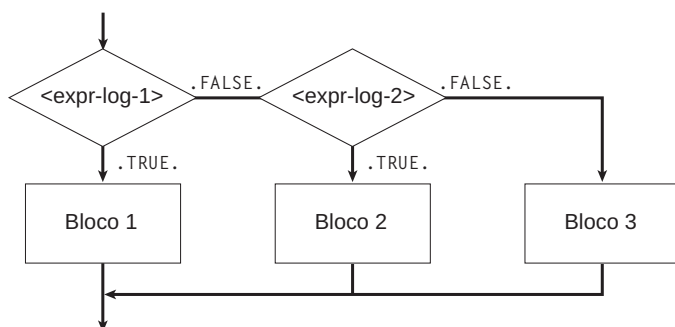 <expr-log-1> .FALSE. <expr-log-2> .FALSE.
.TRUE. .TRUE.
Bloco 1 Bloco 2 Bloco 3